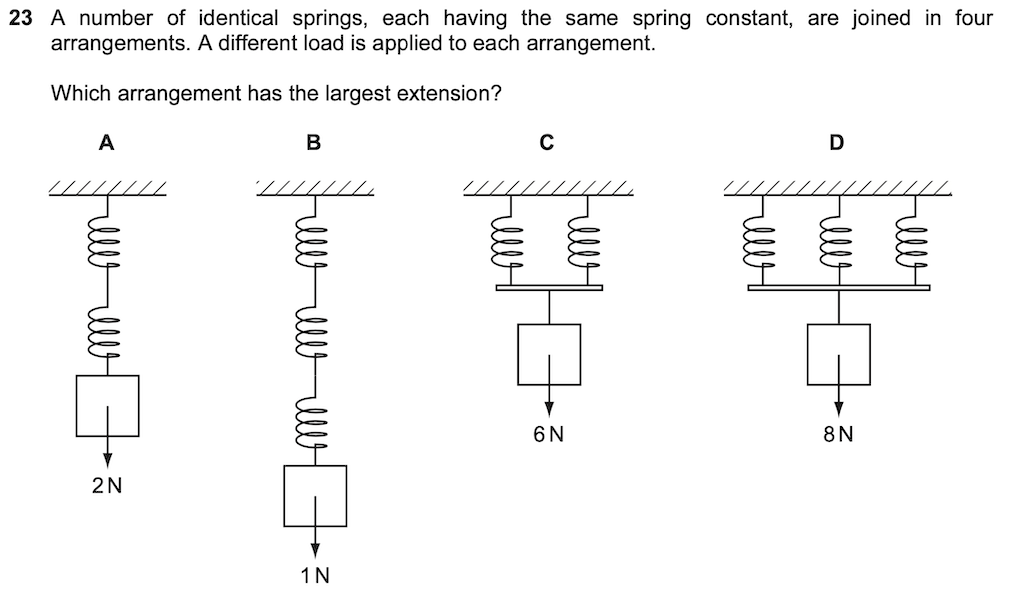 23 A number of identical springs, each having the same spring constant, are joined in four
arrangements. A different load is applied to each arrangement.
Which arrangement has the largest extension?
A B C D
6 N 8 N
2 N
1 N